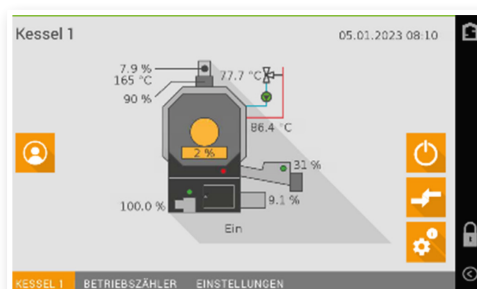 Kessel 1 05.01.2023 08:10
7.9 %
165 °C 77.7 °C
90 %
86.4 °C
2 %
31 %
100.0 % 9.1 %
Ein
KESSEL 1 BETRIEBSZÄHLER EINSTELLUNGEN